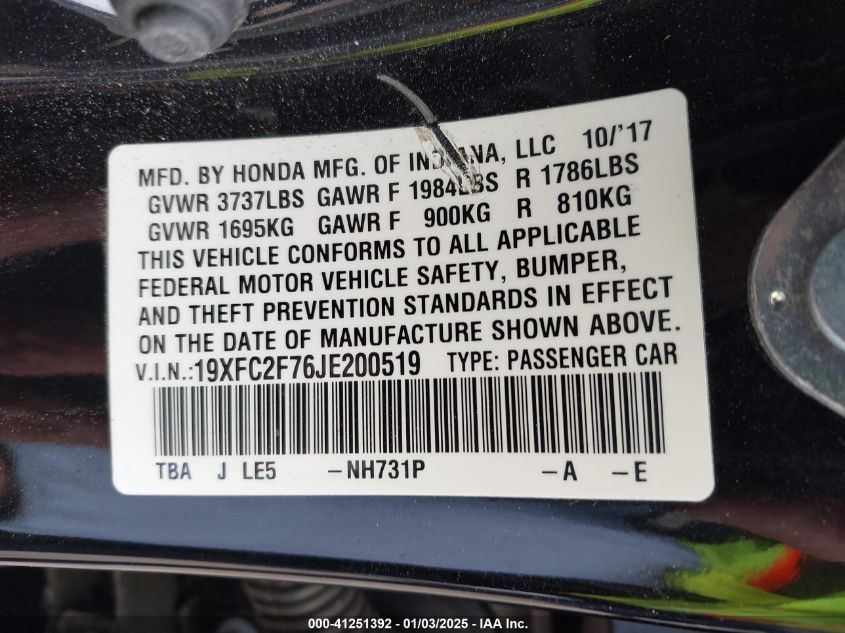 MFD. BY HONDA MFG. OF INDIANA, LLC 10/'17
GVWR 3737LBS GAWR F 1984LBS R 1786LBS
GVWR 1695KG GAWR F 900KG R 810KG
THIS VEHICLE CONFORMS TO ALL APPLICABLE
FEDERAL MOTOR VEHICLE SAFETY, BUMPER,
AND THEFT PREVENTION STANDARDS IN EFFECT
ON THE DATE OF MANUFACTURE SHOWN ABOVE.
V.I.N.:19XFC2F76JE200519 TYPE: PASSENGER CAR
TBA J LE5 –NH731P –A –E
000-41251392 - 01/03/2025 - IAA Inc.